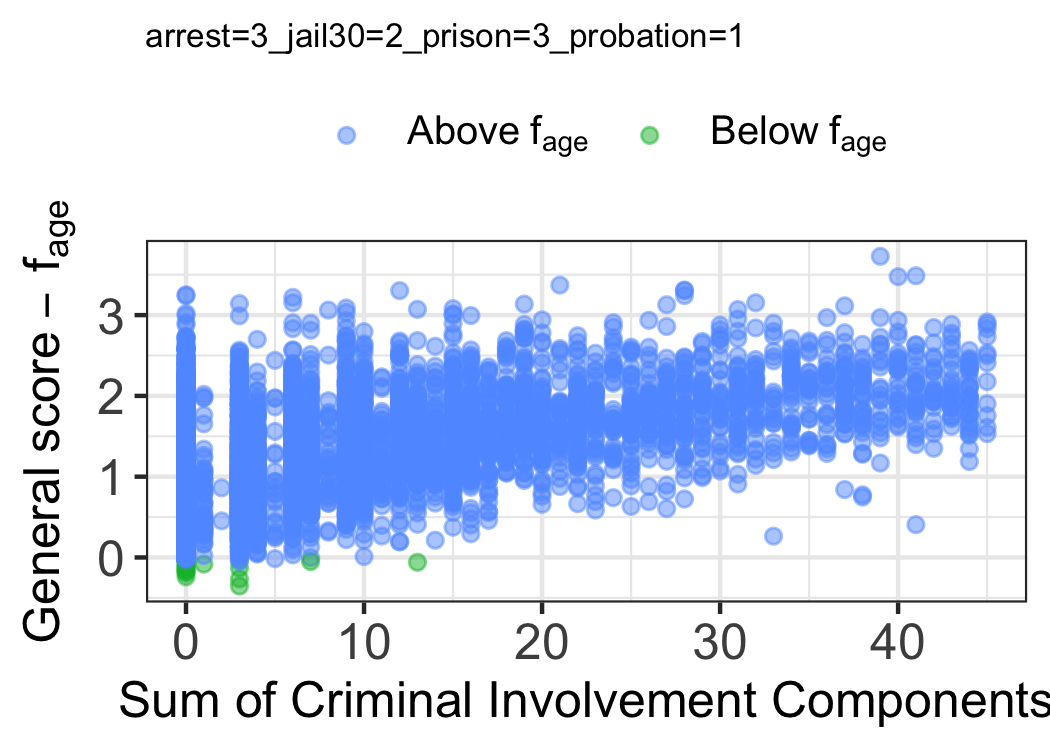 arrest=3_jail30=2_prison=3_probation=1
Above fage
Below fage
General score − fage
3
2
1
0
0
10
20
30
40
Sum of Criminal Involvement Components